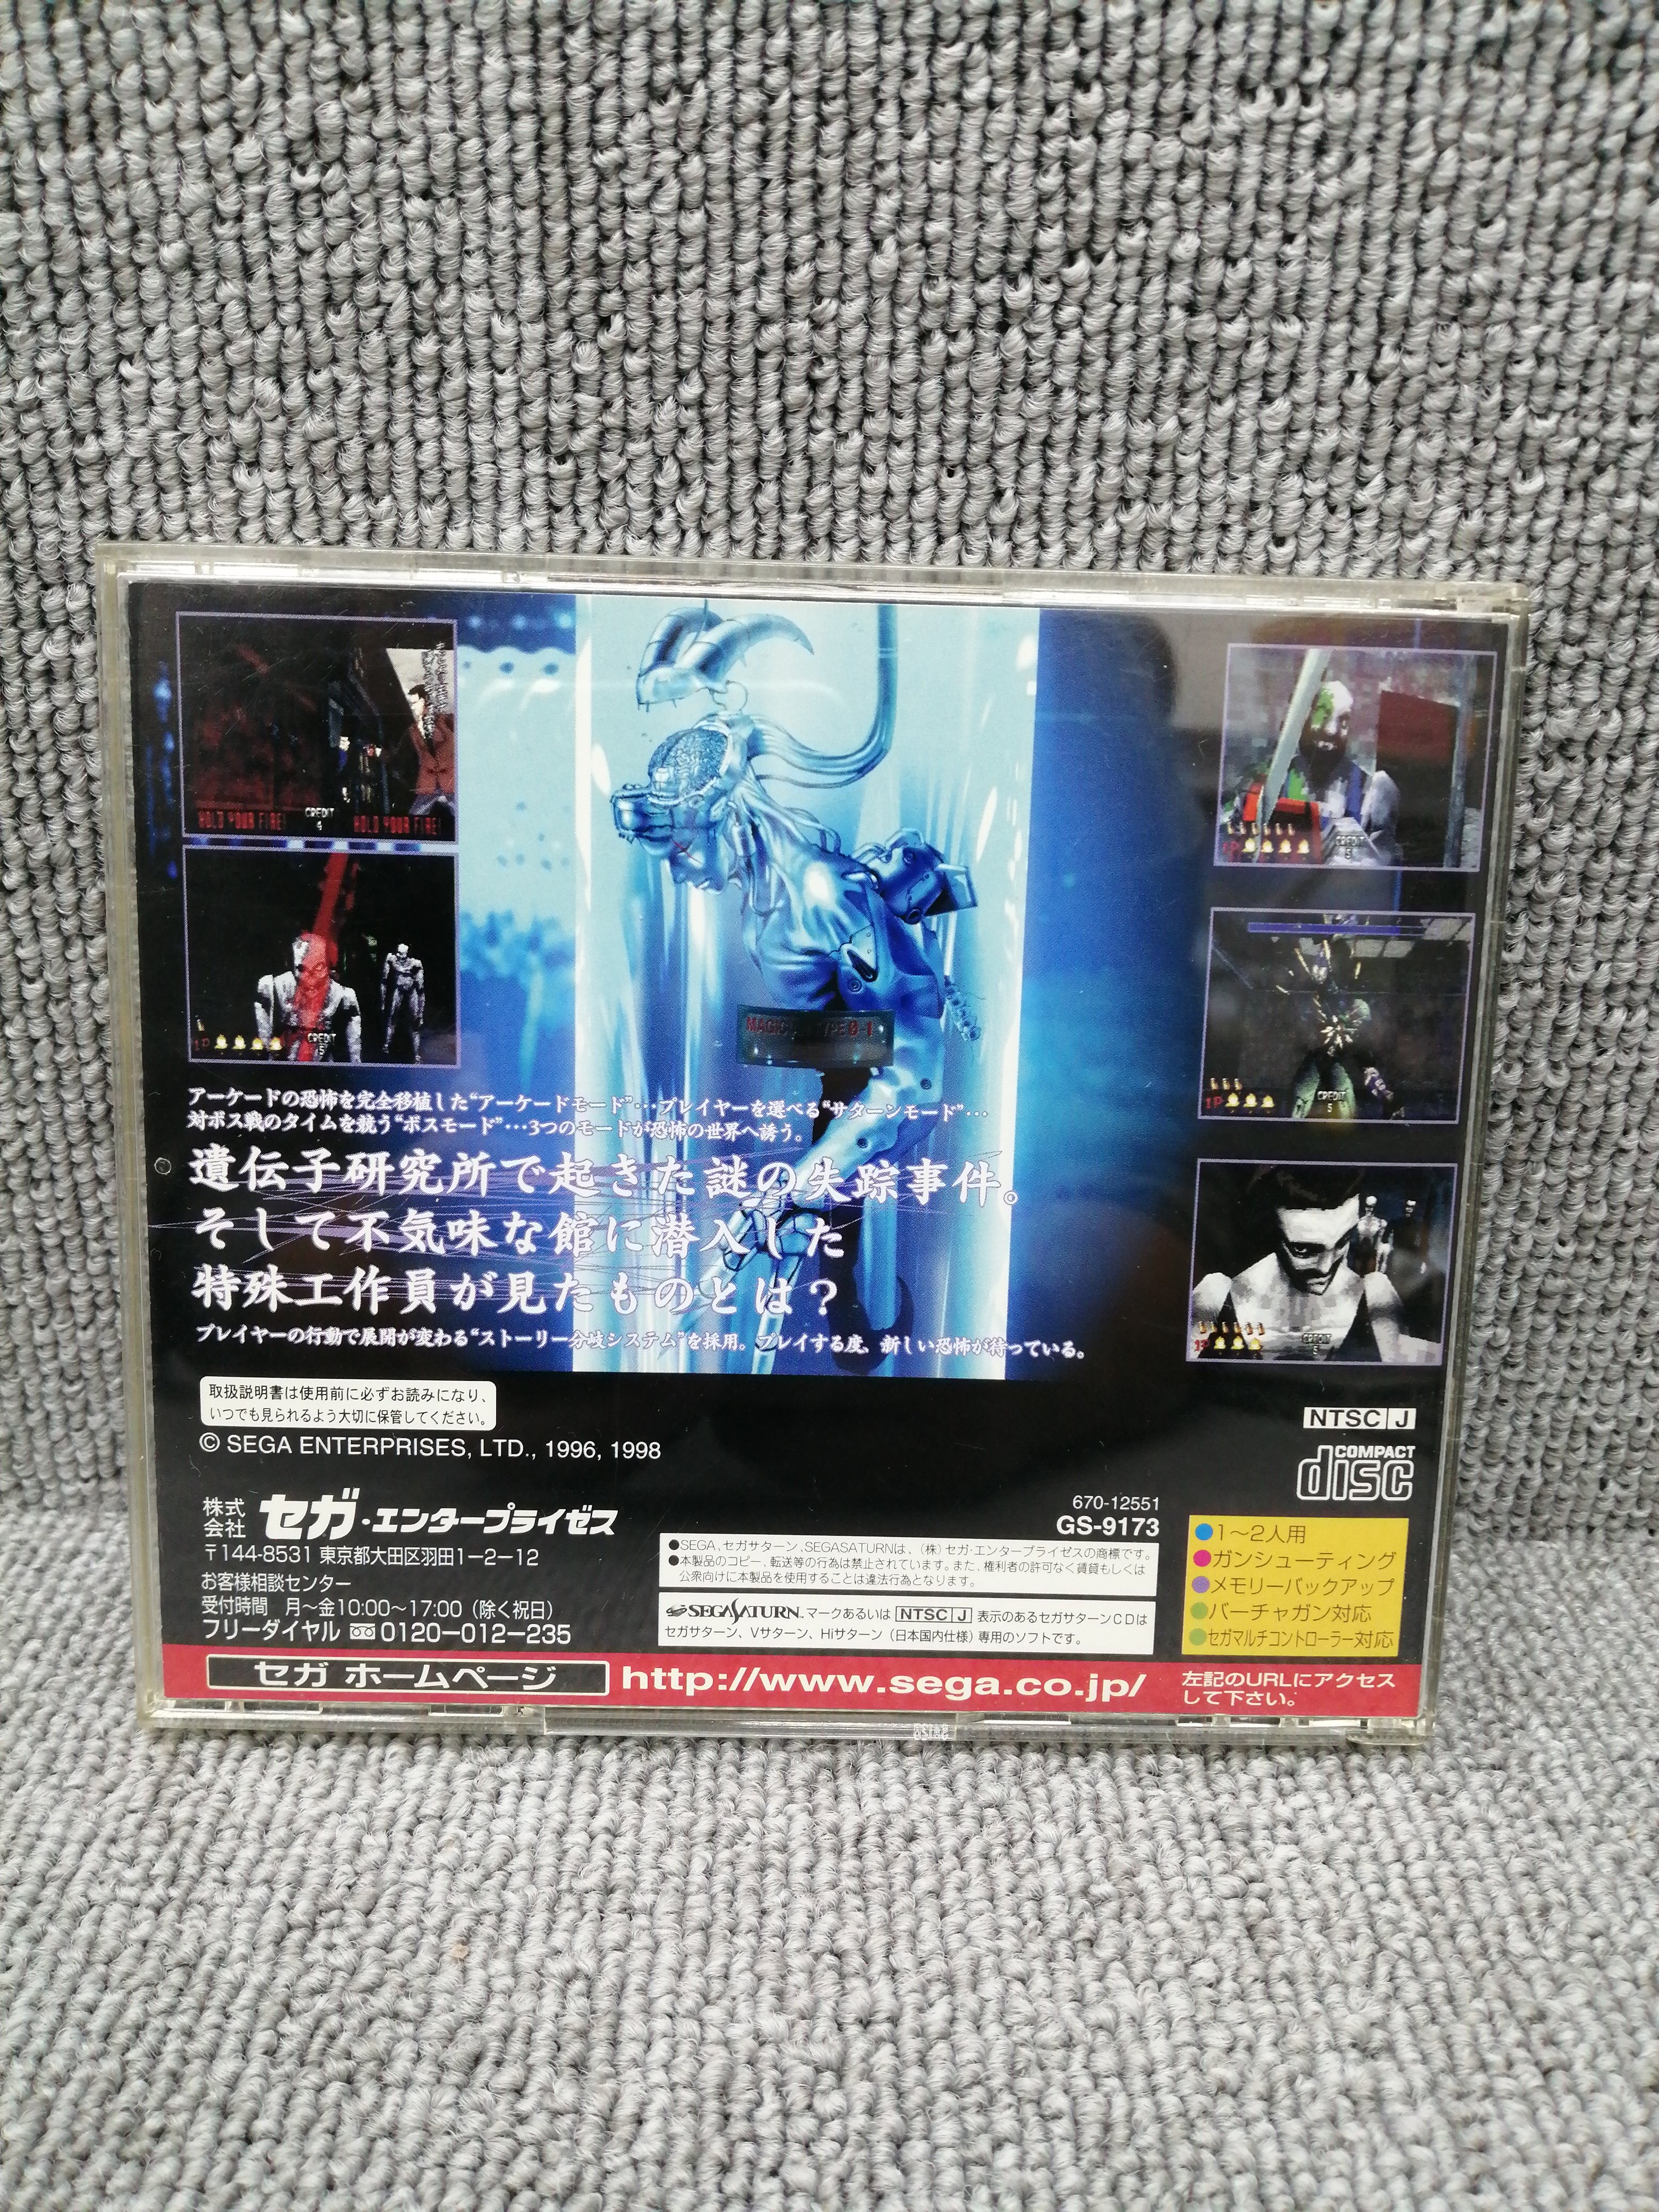 HOLD YOUR FIRE!
CREDIT
4
HOLD YOUR FIRE!
1P
CREDIT
5
1P
CREDIT
5
1P
CREDIT
5
1P
CREDIT
5
MAGIC TYPE 0-1
アーケードの恐怖を完全移植した“アーケードモード”…プレイヤーを選べる“サターンモード”…
対ボス戦のタイムを競う“ボスモード”…3つのモードが恐怖の世界へ誘う。
遺伝子研究所で起きた謎の失踪事件。
そして不気味な館に潜入した
特殊工作員が見たものとは？
プレイヤーの行動で展開が変わる“ストーリー分岐システム”を採用。プレイする度、新しい恐怖が待っている。
取扱説明書は使用前に必ずお読みになり、
いつでも見られるよう大切に保管してください。
© SEGA ENTERPRISES, LTD., 1996, 1998
NTSC J
COMPACT
disc
株式会社 セガ・エンタープライゼス
〒144-8531 東京都大田区羽田1−2−12
お客様相談センター
受付時間 月〜金10:00〜17:00（除く祝日）
フリーダイヤル 0120−012−235
670-12551
GS-9173
●SEGA、セガサターン、SEGASATURNは、（株）セガ・エンタープライゼスの商標です。
●本製品のコピー、転送等の行為は禁止されています。また、権利者の許可なく賃貸もしくは
公衆向けに本製品を使用することは違法行為となります。
SEGASATURN.マークあるいは NTSC J 表示のあるセガサターンCDは
セガサターン、Vサターン、Hiサターン（日本国内仕様）専用のソフトです。
●1〜2人用
●ガンシューティング
●メモリーバックアップ
●バーチャガン対応
●セガマルチコントローラー対応
セガ ホームページ http://www.sega.co.jp/ 左記のURLにアクセス
して下さい。